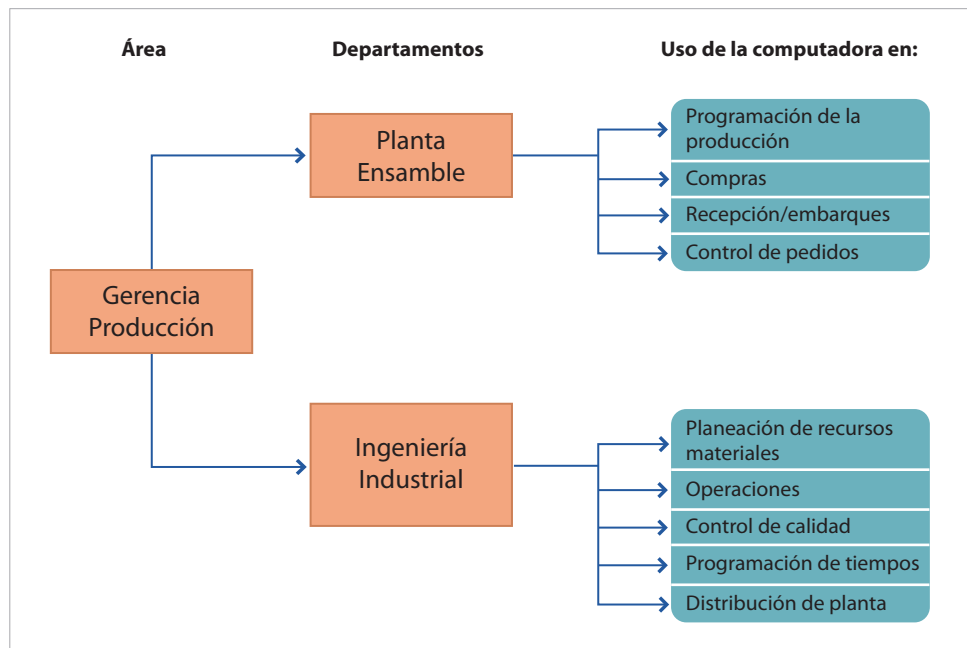 Área
Departamentos
Uso de la computadora en:
Gerencia
Producción
Planta
Ensamble
Programación de la
producción
Compras
Recepción/embarques
Control de pedidos
Ingeniería
Industrial
Planeación de recursos
materiales
Operaciones
Control de calidad
Programación de tiempos
Distribución de planta